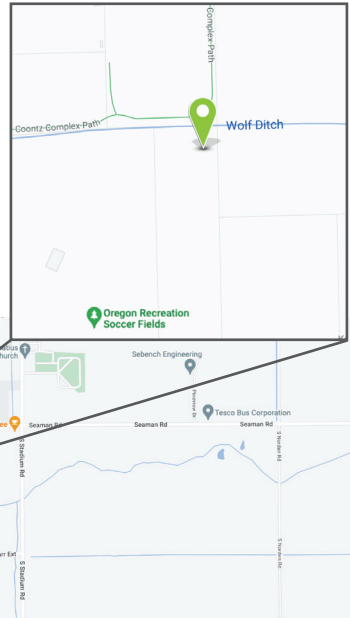 Complex-Path
Coontz Complex-Path
Wolf Ditch
Oregon Recreation
Soccer Fields
Sebench Engineering
Tesco Bus Corporation
Seaman Rd
Seaman Rd
Seaman Rd
S Stadium Rd
S Norden Rd
S Stadium Rd
S Norden Rd